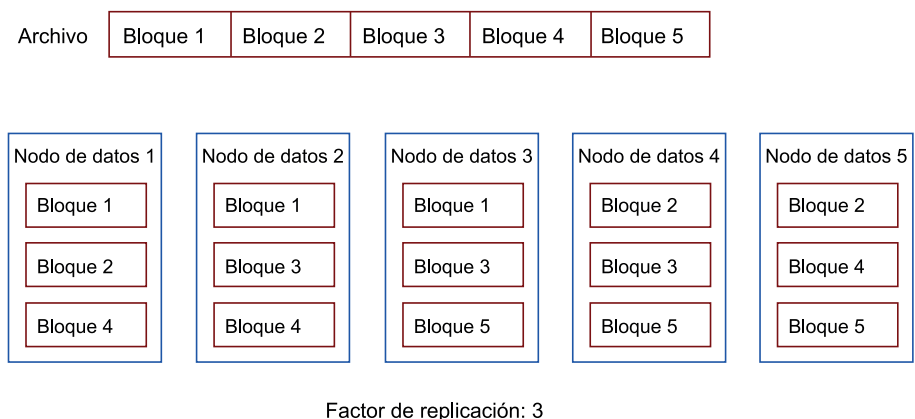 Archivo Bloque 1 Bloque 2 Bloque 3 Bloque 4 Bloque 5
Nodo de datos 1 Nodo de datos 2 Nodo de datos 3 Nodo de datos 4 Nodo de datos 5
Bloque 1 Bloque 1 Bloque 1 Bloque 2 Bloque 2
Bloque 2 Bloque 3 Bloque 3 Bloque 3 Bloque 4
Bloque 4 Bloque 4 Bloque 5 Bloque 5 Bloque 5
Factor de replicación: 3